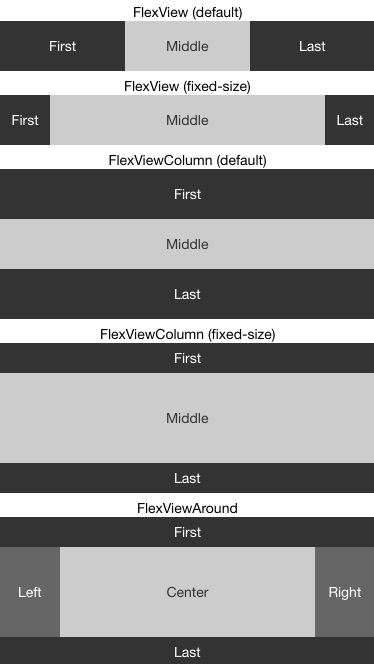 FlexView (default)
First Middle Last
FlexView (fixed-size)
First Middle Last
FlexViewColumn (default)
First
Middle
Last
FlexViewColumn (fixed-size)
First
Middle
Last
FlexViewAround
First
Left Center Right
Last